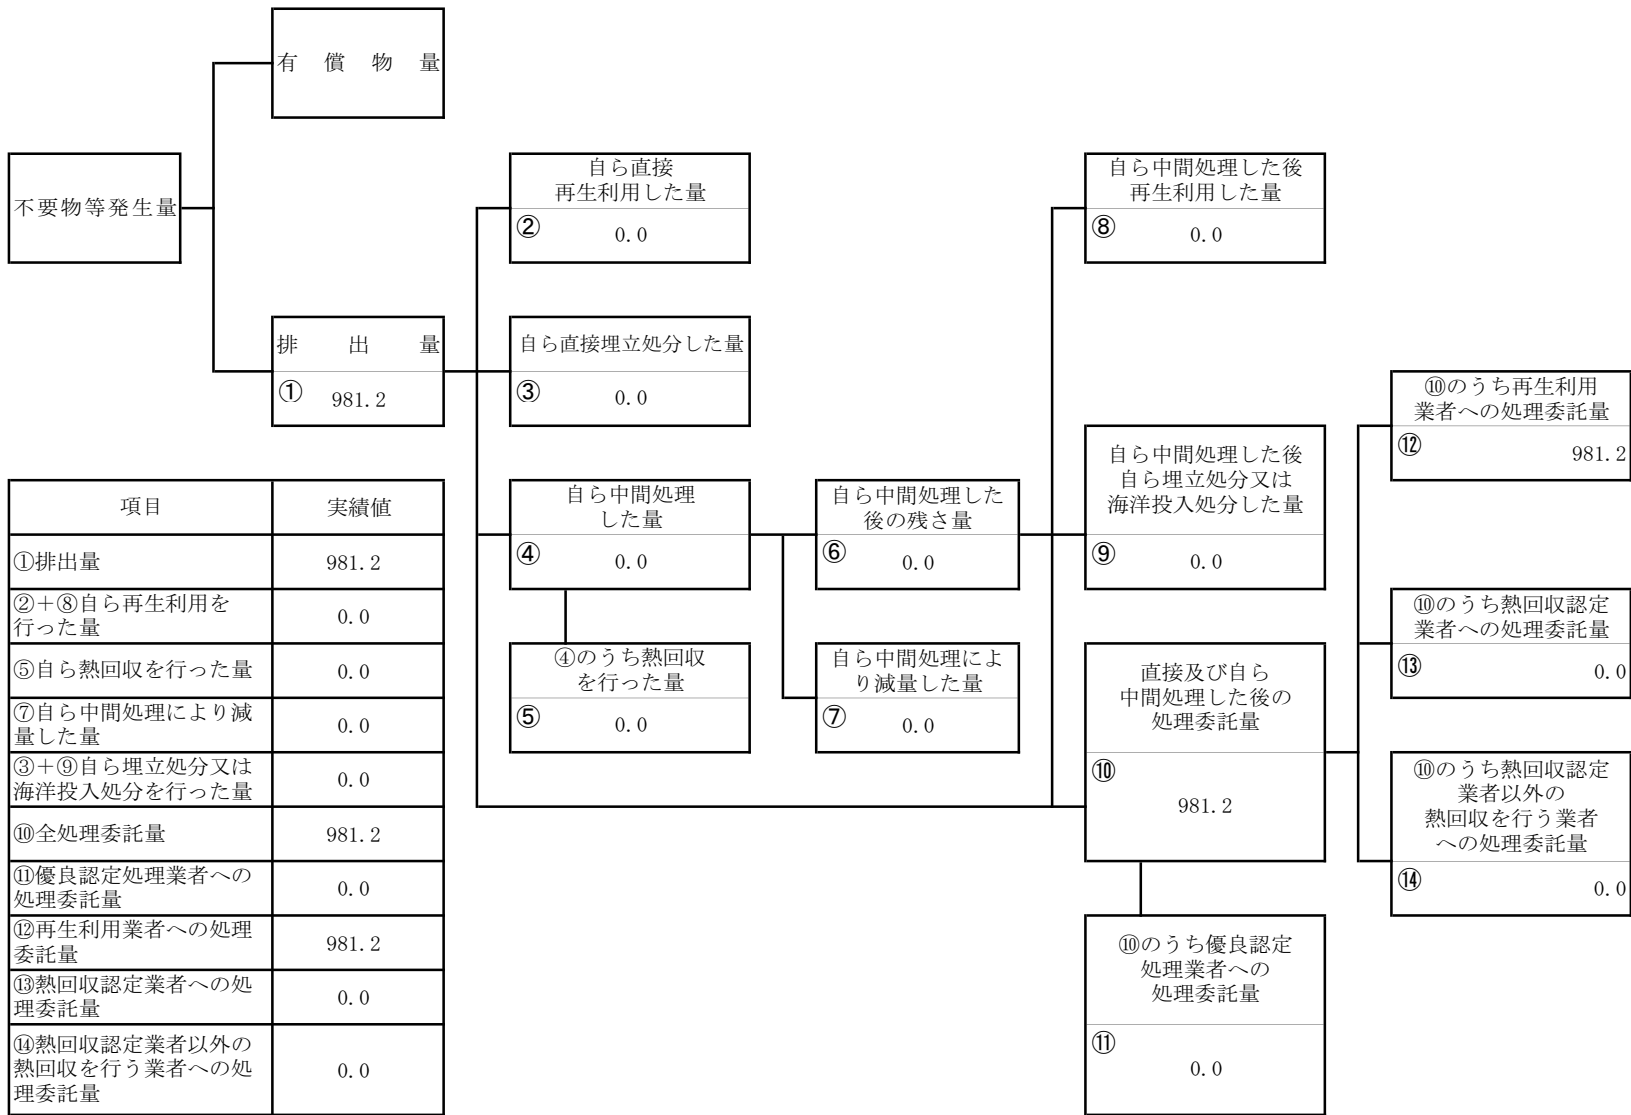 有償物量
不要物等発生量
排出量
①
981.2
自ら直接
再生利用した量
②
0.0
自ら直接埋立処分した量
③
0.0
自ら中間処理
した量
④
0.0
④のうち熱回収
を行った量
⑤
0.0
自ら中間処理した
後の残さ量
⑥
0.0
自ら中間処理によ
り減量した量
⑦
0.0
自ら中間処理した後
再生利用した量
⑧
0.0
自ら中間処理した後
自ら埋立処分又は
海洋投入処分した量
⑨
0.0
直接及び自ら
中間処理した後の
処理委託量
⑩
981.2
⑩のうち優良認定
処理業者への
処理委託量
⑪
0.0
⑩のうち再生利用
業者への処理委託量
⑫
981.2
⑩のうち熱回収認定
業者への処理委託量
⑬
0.0
⑩のうち熱回収認定
業者以外の
熱回収を行う業者
への処理委託量
⑭
0.0
項目 実績値
①排出量 981.2
②+⑧自ら再生利用を
行った量 0.0
⑤自ら熱回収を行った量 0.0
⑦自ら中間処理により減
量した量 0.0
③+⑨自ら埋立処分又は
海洋投入処分を行った量 0.0
⑩全処理委託量 981.2
⑪優良認定処理業者への
処理委託量 0.0
⑫再生利用業者への処理
委託量 981.2
⑬熱回収認定業者への処
理委託量 0.0
⑭熱回収認定業者以外の
熱回収を行う業者への処
理委託量 0.0